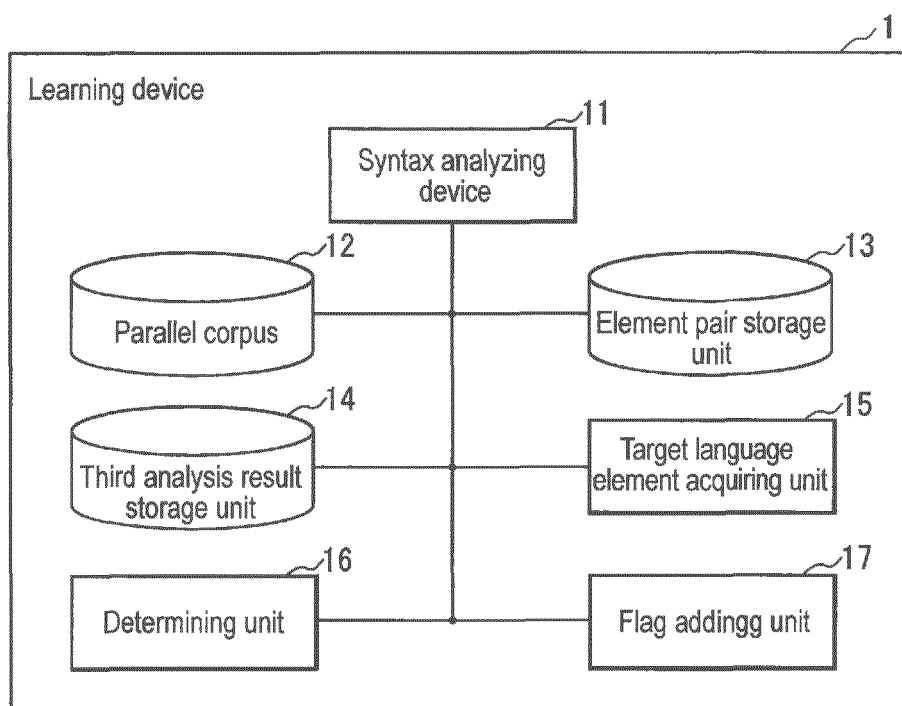 1
Learning device
11
Syntax analyzing
device
12
Parallel corpus
13
Element pair storage
unit
14
Third analysis result
storage unit
15
Target language
element acquiring unit
16
Determining unit
17
Flag addingg unit